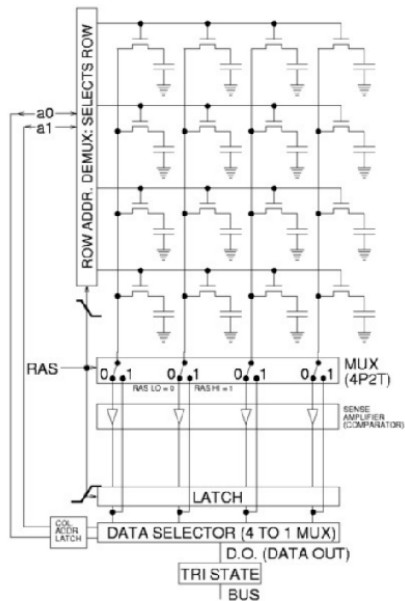 ROW ADDR. DEMUX: SELECTS ROW
a0
a1
RAS
0 1 0 1 0 1 0 1
MUX
(4P2T)
RAS LO = 0
RAS HI = 1
SENSE
AMPLIFIER
(COMPARATOR)
LATCH
COL.
ADDR
LATCH
DATA SELECTOR (4 TO 1 MUX)
D.O. (DATA OUT)
TRI STATE
BUS